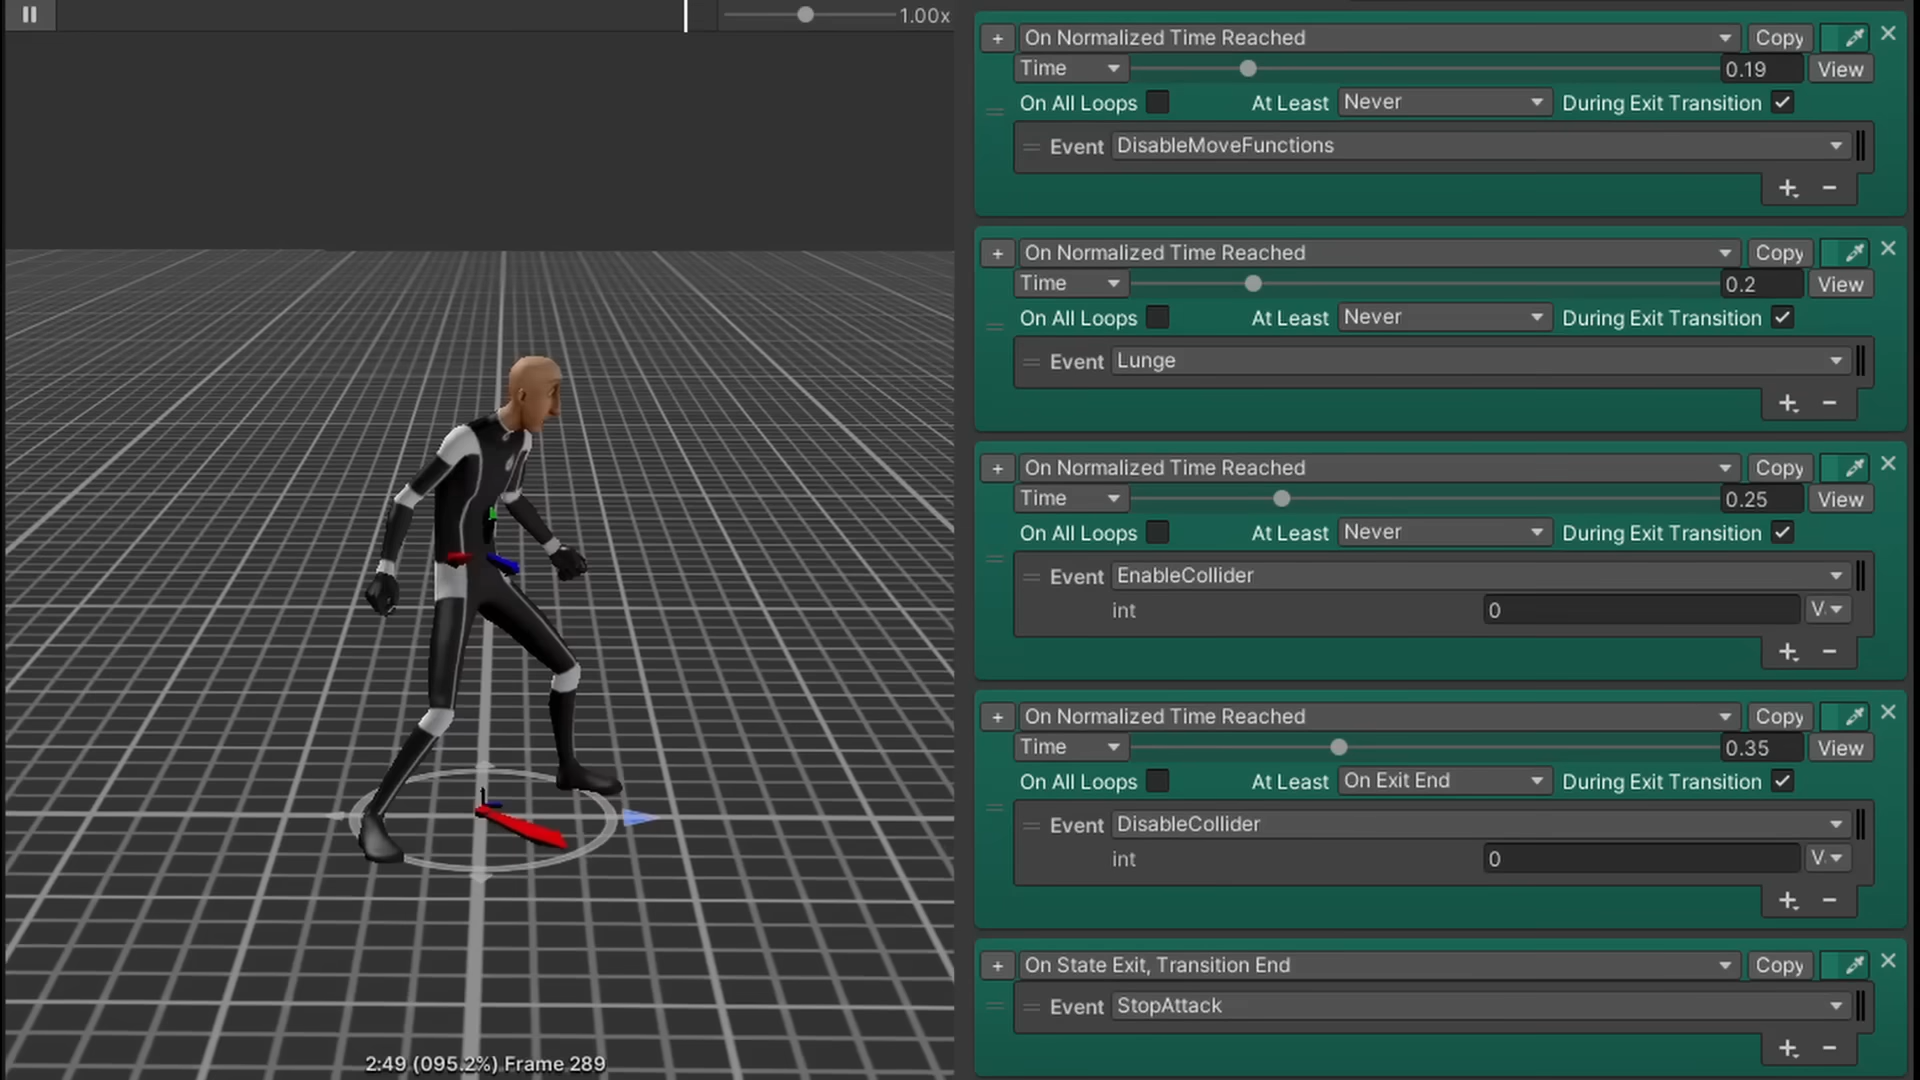 1.00x
On Normalized Time Reached Copy
Time 0.19 View
On All Loops At Least Never During Exit Transition
Event DisableMoveFunctions
On Normalized Time Reached Copy
Time 0.2 View
On All Loops At Least Never During Exit Transition
Event Lunge
On Normalized Time Reached Copy
Time 0.25 View
On All Loops At Least Never During Exit Transition
Event EnableCollider
int 0 V
On Normalized Time Reached Copy
Time 0.35 View
On All Loops At Least On Exit End During Exit Transition
Event DisableCollider
int 0 V
On State Exit, Transition End Copy
Event StopAttack
2:49 (095.2%) Frame 289